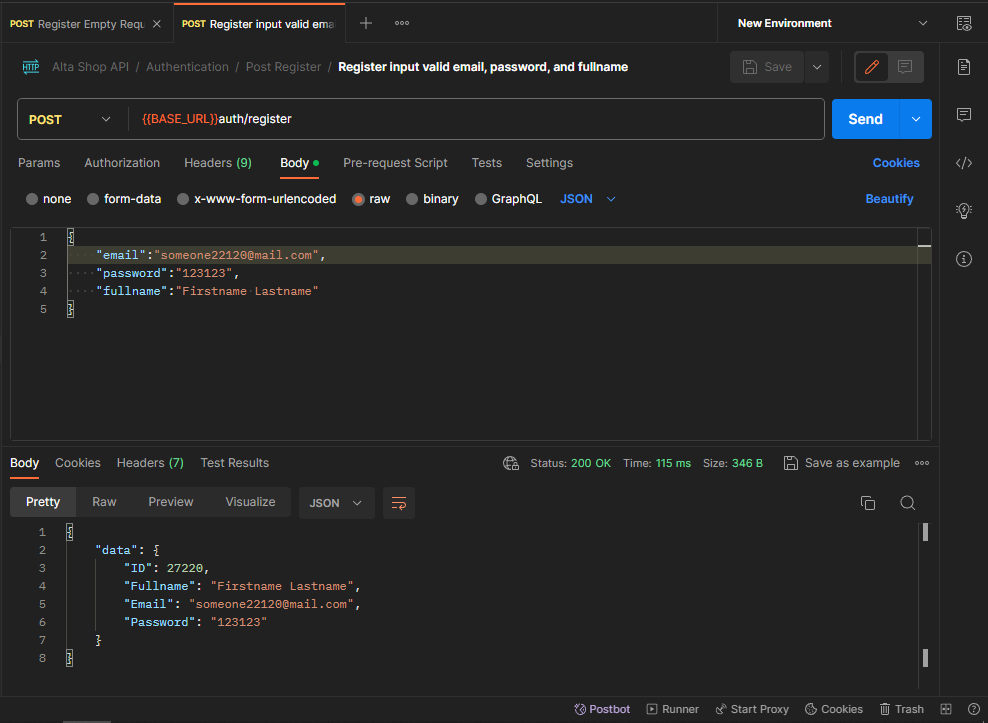 POST Register Empty Requ
POST Register input valid ema
New Environment
HTTP Alta Shop API / Authentication / Post Register / Register input valid email, password, and fullname
Save
POST
{{BASE_URL}}auth/register
Send
Params Authorization Headers (9) Body Pre-request Script Tests Settings Cookies
none form-data x-www-form-urlencoded raw binary GraphQL JSON Beautify
1 {
2 "email":"someone22120@mail.com",
3 "password":"123123",
4 "fullname":"Firstname Lastname"
5 }
Body Cookies Headers (7) Test Results Status: 200 OK Time: 115 ms Size: 346 B Save as example
Pretty Raw Preview Visualize JSON
1 {
2 "data": {
3 "ID": 27220,
4 "Fullname": "Firstname Lastname",
5 "Email": "someone22120@mail.com",
6 "Password": "123123"
7 }
8 }
Postbot Runner Start Proxy Cookies Trash